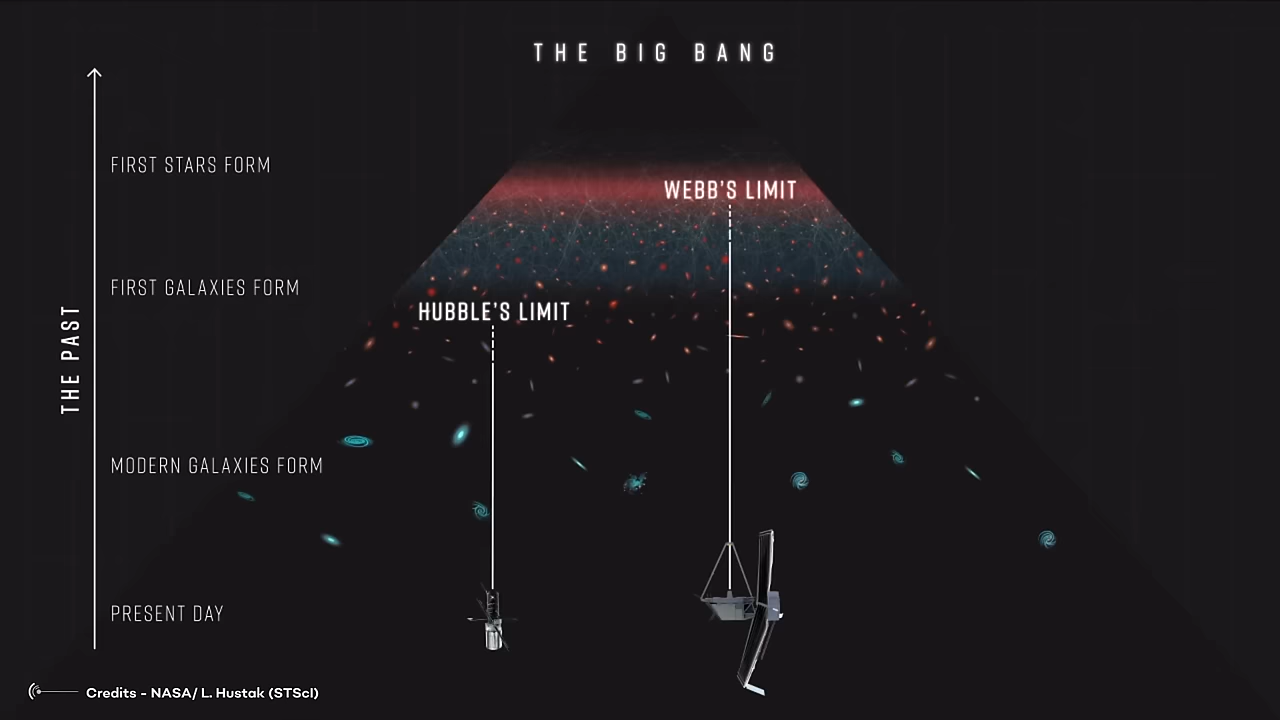 THE BIG BANG
FIRST STARS FORM
WEBB'S LIMIT
FIRST GALAXIES FORM
HUBBLE'S LIMIT
THE PAST
MODERN GALAXIES FORM
PRESENT DAY
Credits - NASA/ L. Hustak (STScI)